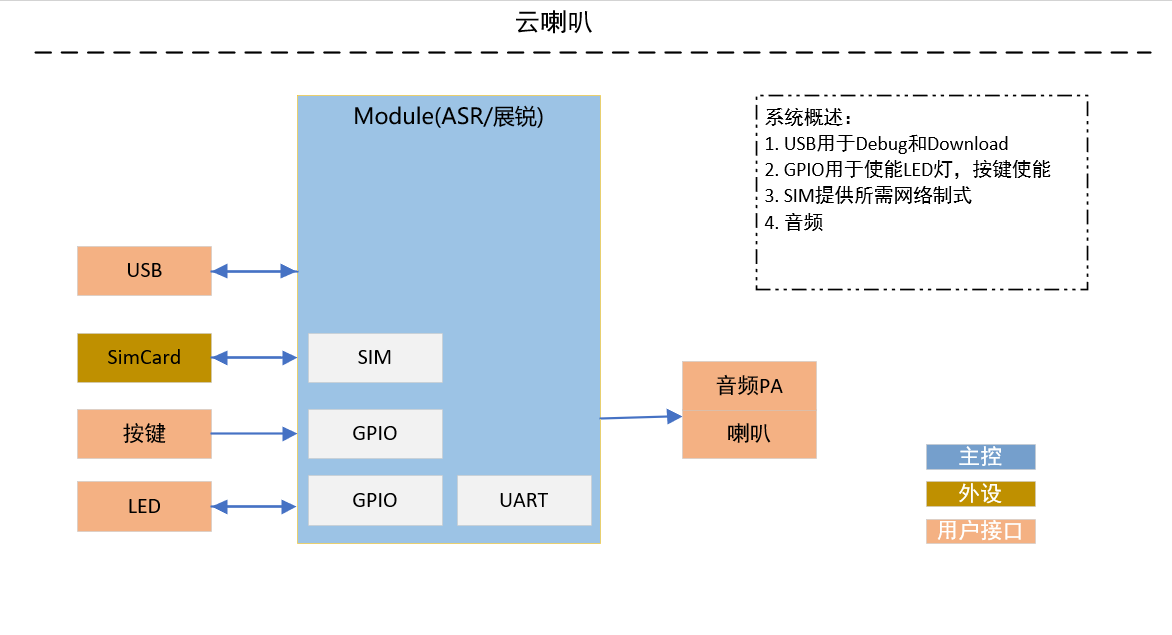 云喇叭
Module(ASR/展锐)
系统概述：
1. USB用于Debug和Download
2. GPIO用于使能LED灯，按键使能
3. SIM提供所需网络制式
4. 音频
USB
SimCard
SIM
按键
GPIO
LED
GPIO
UART
音频PA
喇叭
主控
外设
用户接口